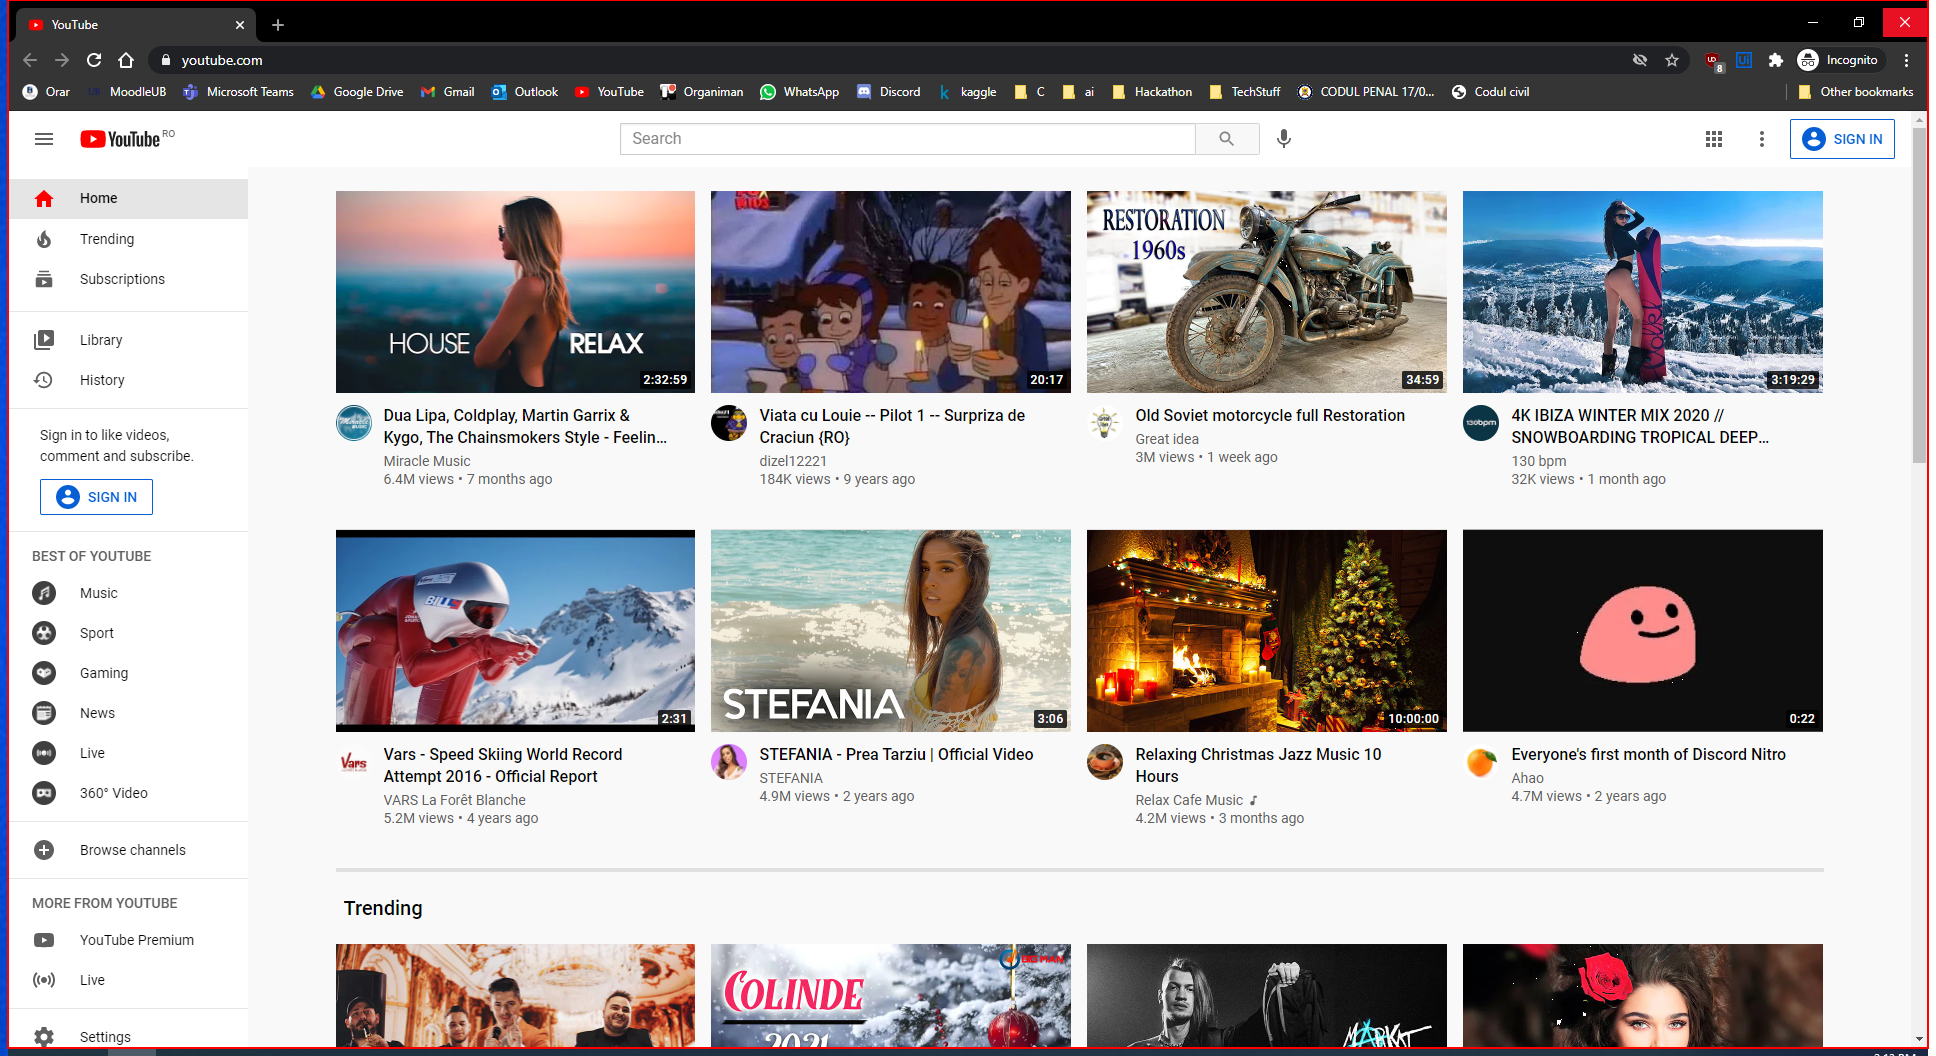 YouTube
youtube.com
8
Incognito
Orar
MoodleUB
Microsoft Teams
Google Drive
Gmail
Outlook
YouTube
Organiman
WhatsApp
Discord
kaggle
C
ai
Hackathon
TechStuff
CODUL PENAL 17/0...
Codul civil
Other bookmarks
YouTube RO
Search
SIGN IN
Home
Trending
Subscriptions
Library
History
Sign in to like videos,
comment and subscribe.
SIGN IN
BEST OF YOUTUBE
Music
Sport
Gaming
News
Live
360° Video
Browse channels
MORE FROM YOUTUBE
YouTube Premium
Live
Settings
HOUSE RELAX
2:32:59
Dua Lipa, Coldplay, Martin Garrix &
Kygo, The Chainsmokers Style - Feelin...
Miracle Music
6.4M views • 7 months ago
20:17
Viata cu Louie -- Pilot 1 -- Surpriza de
Craciun {RO}
dizel12221
184K views • 9 years ago
RESTORATION
1960s
34:59
Old Soviet motorcycle full Restoration
Great idea
3M views • 1 week ago
3:19:29
130bpm
4K IBIZA WINTER MIX 2020 //
SNOWBOARDING TROPICAL DEEP...
130 bpm
32K views • 1 month ago
2:31
Vars
Vars - Speed Skiing World Record
Attempt 2016 - Official Report
VARS La Forêt Blanche
5.2M views • 4 years ago
STEFANIA
3:06
STEFANIA - Prea Tarziu | Official Video
STEFANIA
4.9M views • 2 years ago
10:00:00
Relaxing Christmas Jazz Music 10
Hours
Relax Cafe Music
4.2M views • 3 months ago
0:22
Everyone's first month of Discord Nitro
Ahao
4.7M views • 2 years ago
Trending
BIG MAN
COLINDE
2021